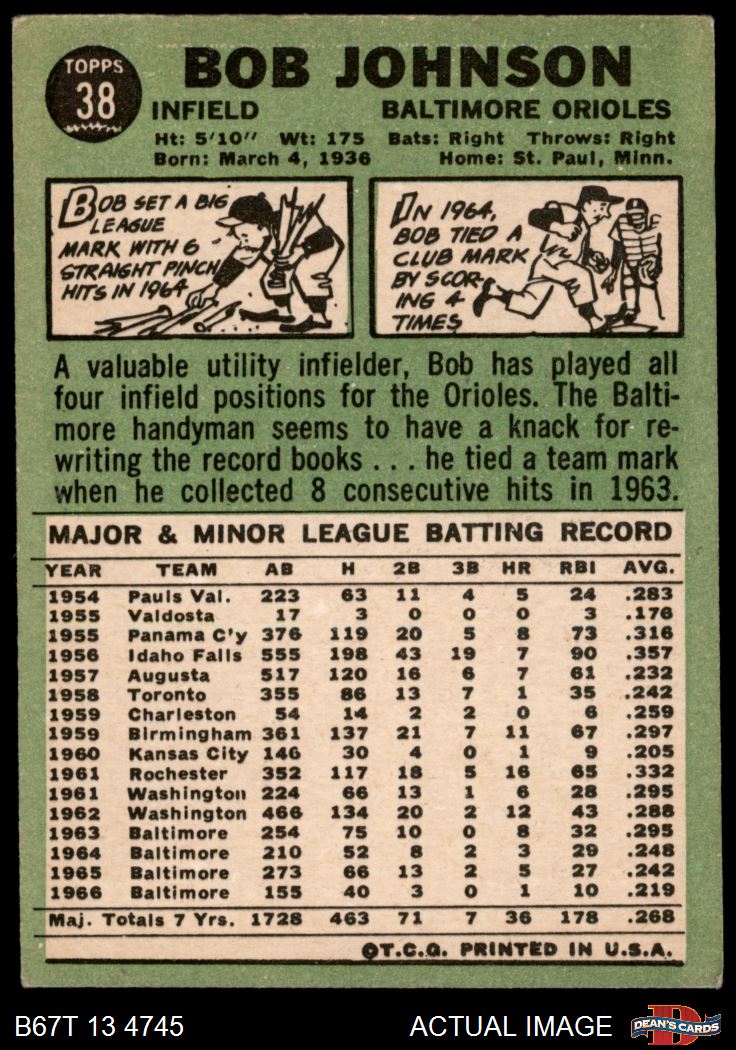 TOPPS
38
BOB JOHNSON
INFIELD BALTIMORE ORIOLES
Ht: 5'10" Wt: 175 Bats: Right Throws: Right
Born: March 4, 1936 Home: St. Paul, Minn.
BOB SET A BIG
LEAGUE
MARK WITH 6
STRAIGHT PINCH
HITS IN 1964
IN 1964,
BOB TIED A
CLUB MARK
BY SCOR-
ING 4
TIMES
A valuable utility infielder, Bob has played all
four infield positions for the Orioles. The Balti-
more handyman seems to have a knack for re-
writing the record books . . . he tied a team mark
when he collected 8 consecutive hits in 1963.
MAJOR & MINOR LEAGUE BATTING RECORD
YEAR TEAM AB H 2B 3B HR RBI AVG.
1954 Pauls Val. 223 63 11 4 5 24 .283
1955 Valdosta 17 3 0 0 0 3 .176
1955 Panama C'y 376 119 20 5 8 73 .316
1956 Idaho Falls 555 198 43 19 7 90 .357
1957 Augusta 517 120 16 6 7 61 .232
1958 Toronto 355 86 13 7 1 35 .242
1959 Charleston 54 14 2 2 0 6 .259
1959 Birmingham 361 137 21 7 11 67 .297
1960 Kansas City 146 30 4 0 1 9 .205
1961 Rochester 352 117 18 5 16 65 .332
1961 Washington 224 66 13 1 6 28 .295
1962 Washington 466 134 20 2 12 43 .288
1963 Baltimore 254 75 10 0 8 32 .295
1964 Baltimore 210 52 8 2 3 29 .248
1965 Baltimore 273 66 13 2 5 27 .242
1966 Baltimore 155 40 3 0 1 10 .219
Maj. Totals 7 Yrs. 1728 463 71 7 36 178 .268
©T.C.G. PRINTED IN U.S.A.
B67T 13 4745 ACTUAL IMAGE DEAN'S CARDS